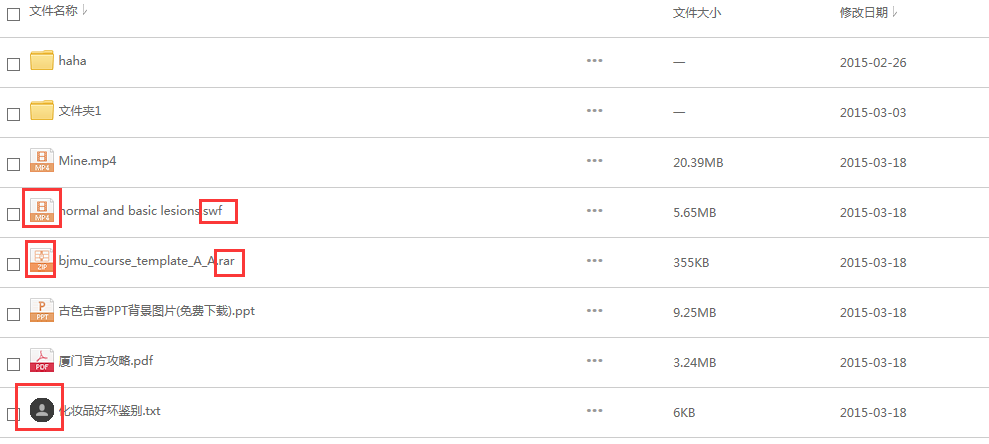 文件名称 文件大小 修改日期
haha ••• — 2015-02-26
文件夹1 ••• — 2015-03-03
MP4 Mine.mp4 ••• 20.39MB 2015-03-18
MP4 normal and basic lesions.swf ••• 5.65MB 2015-03-18
ZIP bjmu_course_template_A_A.rar ••• 355KB 2015-03-18
P PPT 古色古香PPT背景图片(免费下载).ppt ••• 9.25MB 2015-03-18
PDF 厦门官方攻略.pdf ••• 3.24MB 2015-03-18
化妆品好坏鉴别.txt ••• 6KB 2015-03-18